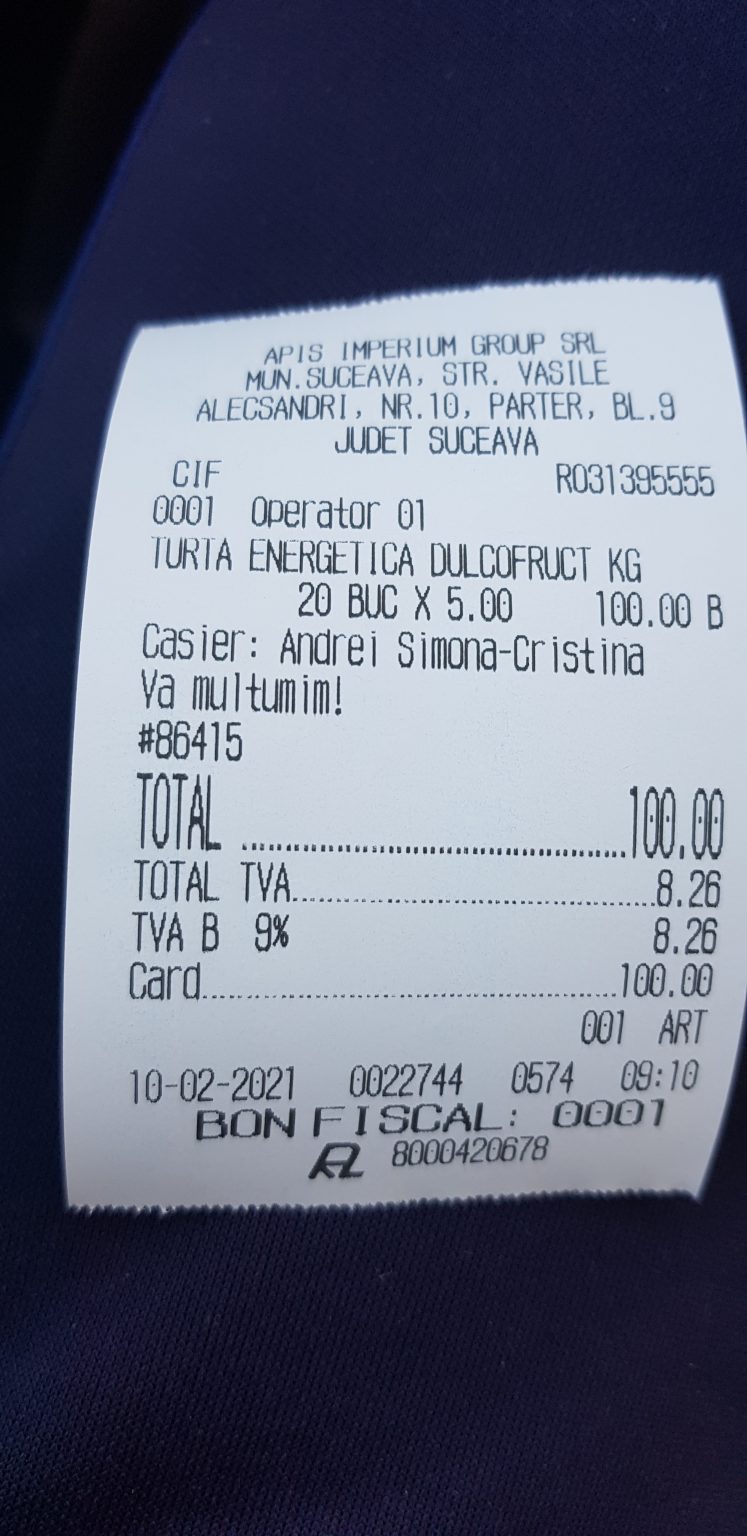 APIS IMPERIUM GROUP SRL
MUN.SUCEAVA, STR. VASILE
ALECSANDRI, NR.10, PARTER, BL.9
JUDET SUCEAVA
CIF RO31395555
0001 Operator 01
TURTA ENERGETICA DULCOFRUCT KG
20 BUC X 5.00 100.00 B
Casier: Andrei Simona-Cristina
Va multumim!
#86415
TOTAL ........................................100.00
TOTAL TVA........................................8.26
TVA B 9% 8.26
Card........................................100.00
001 ART
10-02-2021 0022744 0574 09:10
BON FISCAL: 0001
8000420678